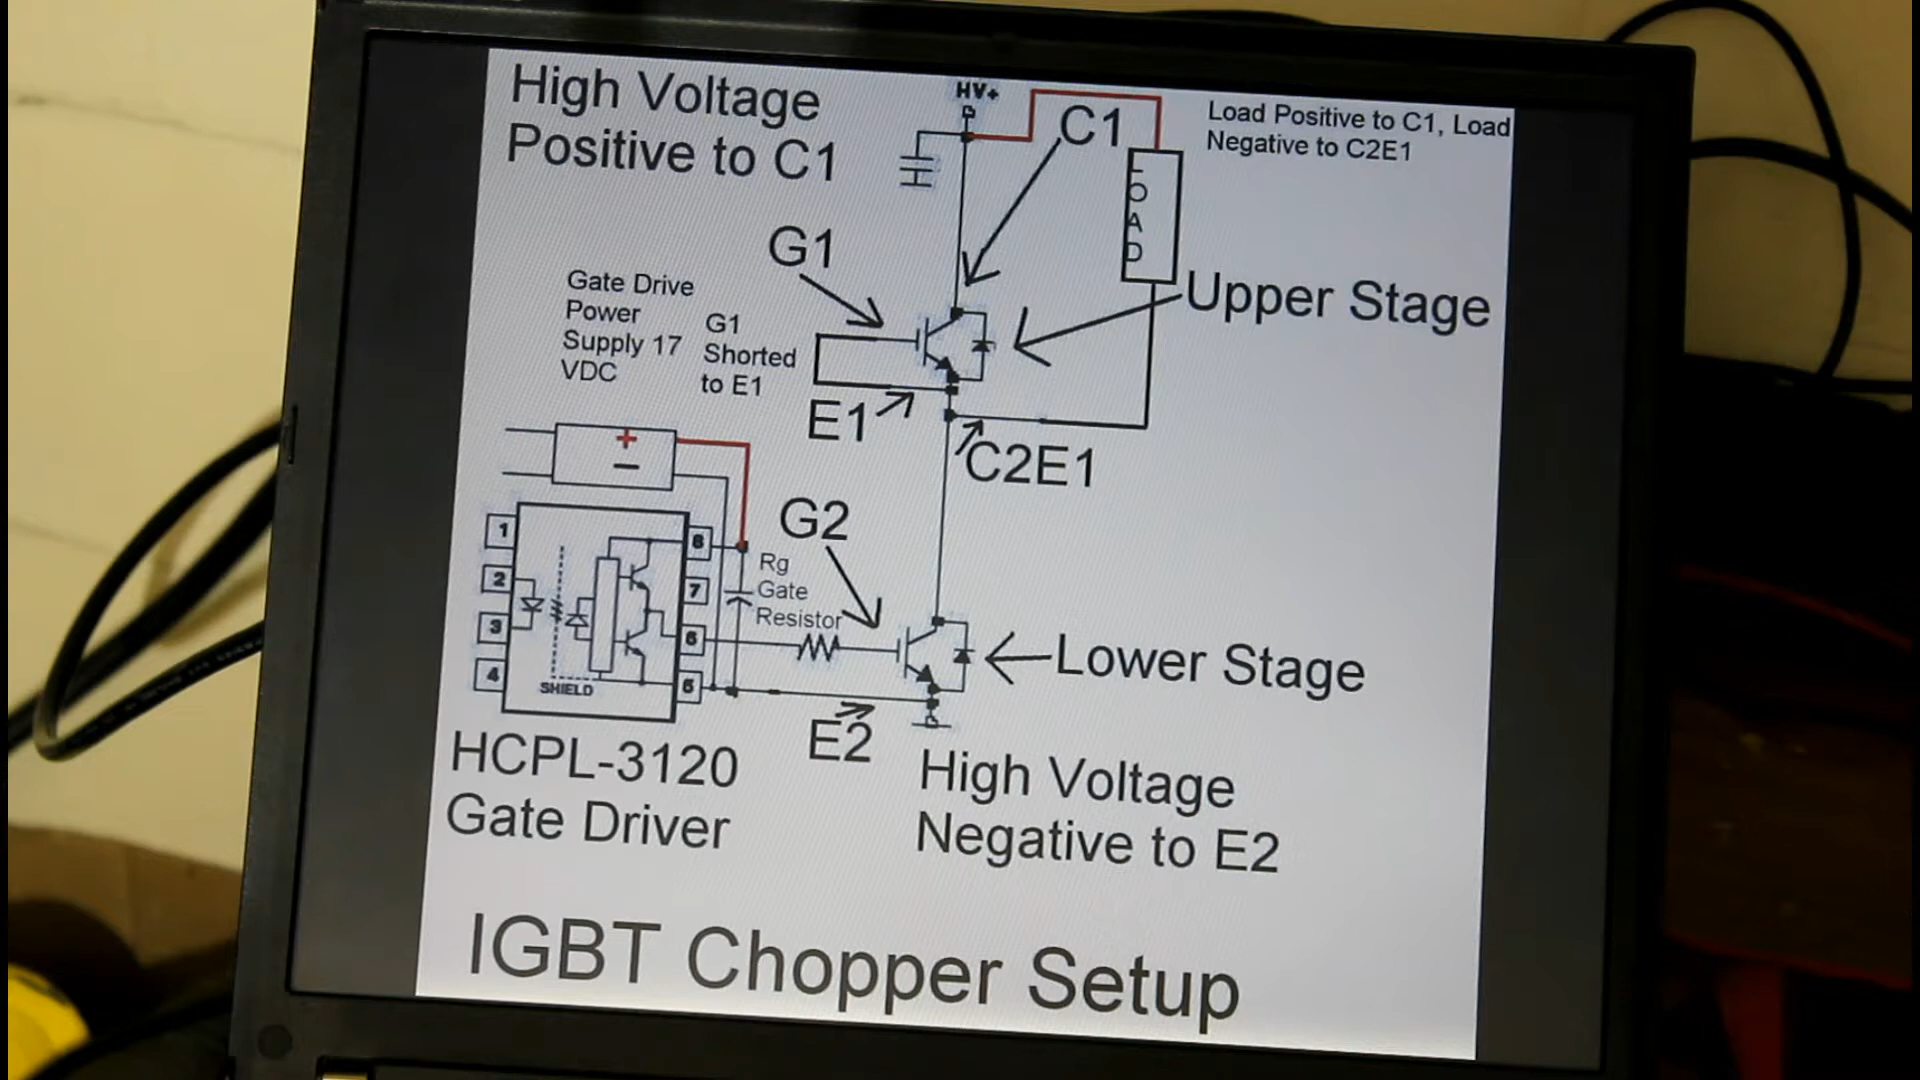 High Voltage
Positive to C1
HV+
C1
Load Positive to C1, Load
Negative to C2E1
LOAD
G1
Upper Stage
Gate Drive
Power
Supply 17
VDC
G1
Shorted
to E1
E1
C2E1
+
−
G2
1
2
3
4
8
7
6
5
SHIELD
Rg
Gate
Resistor
Lower Stage
E2
HCPL-3120
Gate Driver
High Voltage
Negative to E2
IGBT Chopper Setup